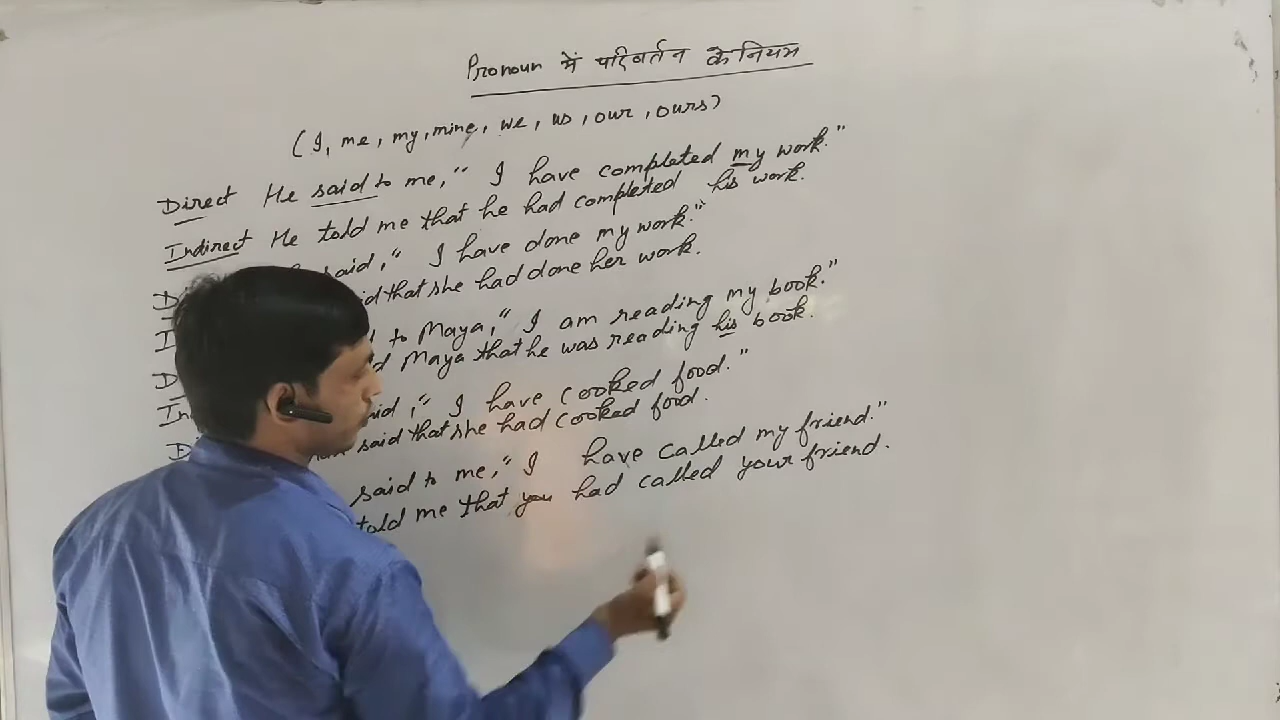 Pronoun में परिवर्तन के नियम
(I, me, my, mine, we, us, our, ours)
Direct He said to me, " I have completed my work."
Indirect He told me that he had completed his work.
said, " I have done my work."
that she had done her work.
to Maya, " I am reading my book."
Maya that he was reading his book.
I have cooked food."
In said that she had cooked food.
said to me, " I have called my friend."
told me that you had called your friend.